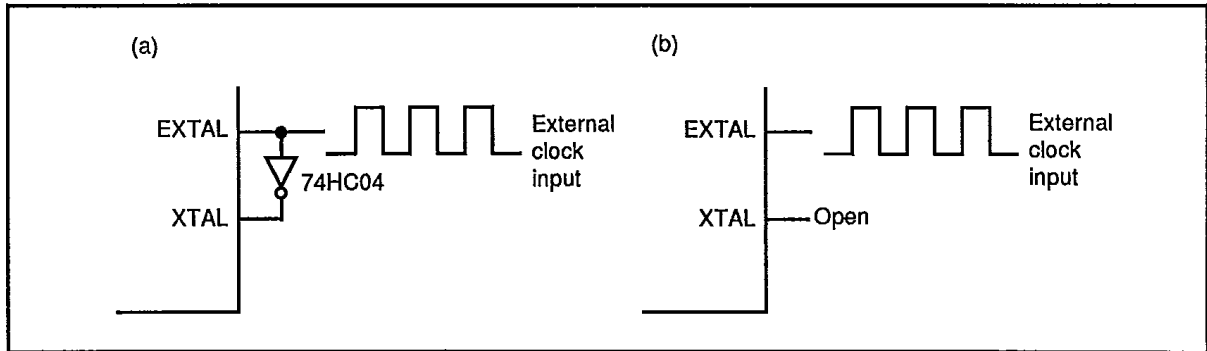 (a)
EXTAL
External
clock
input
74HC04
XTAL
(b)
EXTAL
External
clock
input
XTAL
Open